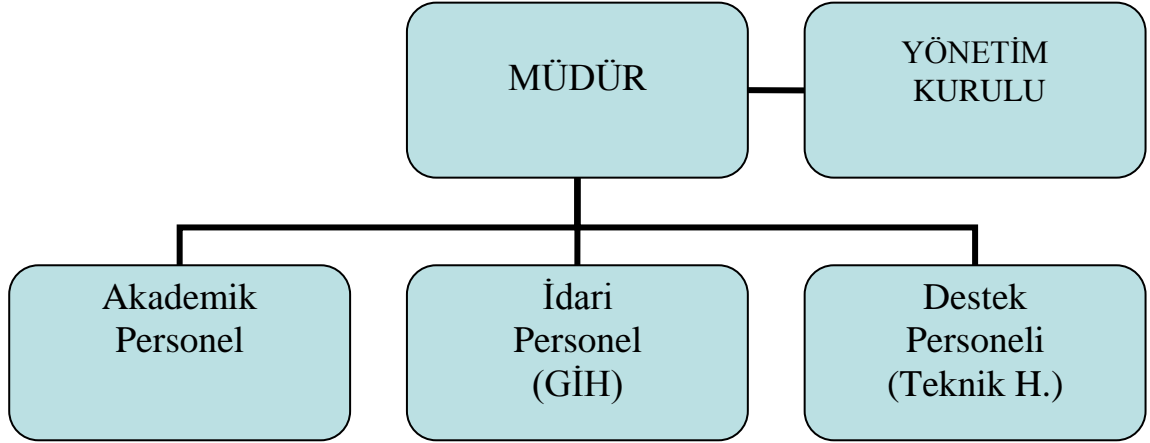 MÜDÜR
YÖNETİM
KURULU
Akademik
Personel
İdari
Personel
(GİH)
Destek
Personeli
(Teknik H.)